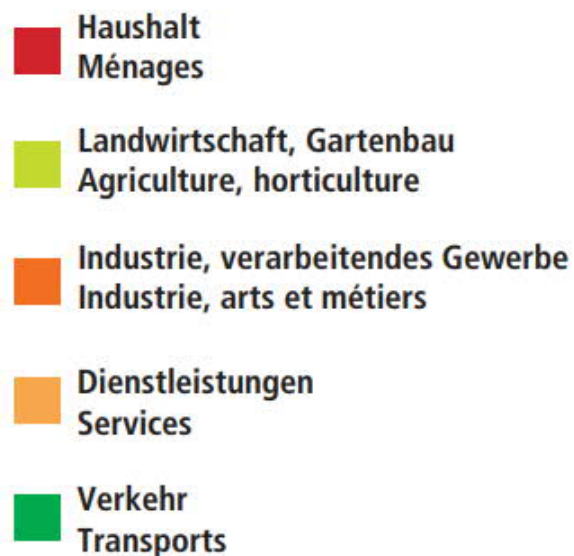 Haushalt
Ménages
Landwirtschaft, Gartenbau
Agriculture, horticulture
Industrie, verarbeitendes Gewerbe
Industrie, arts et métiers
Dienstleistungen
Services
Verkehr
Transports